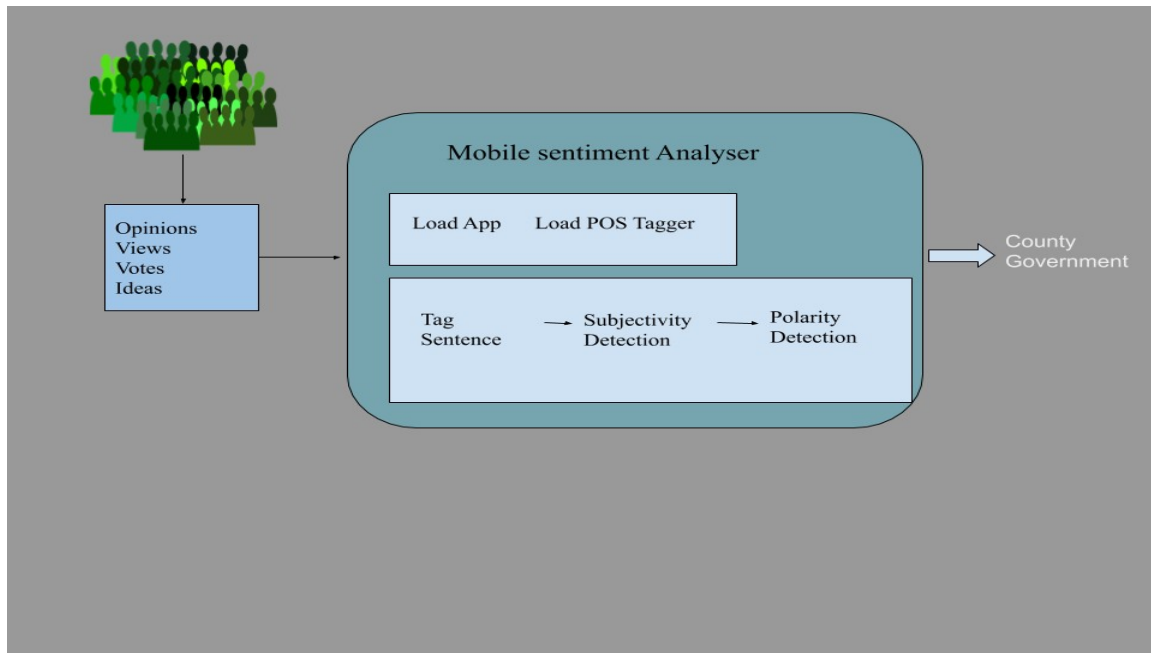 Mobile sentiment Analyser
Opinions
Views
Votes
Ideas
Load App Load POS Tagger
Tag
Sentence
Subjectivity
Detection
Polarity
Detection
County
Government